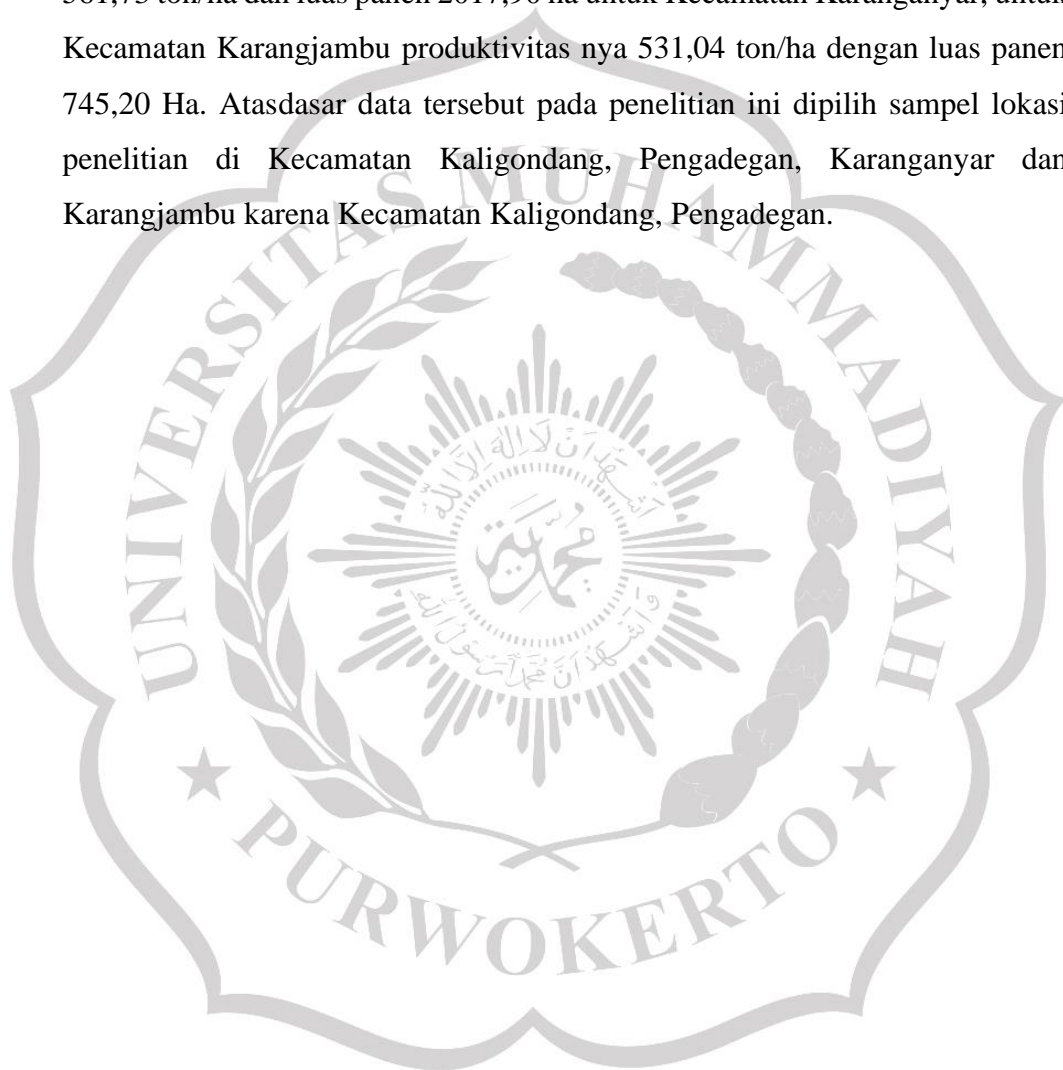 Kecamatan Karangjambu produktivitas nya 531,04 ton/ha dengan luas panen
745,20 Ha. Atasdasar data tersebut pada penelitian ini dipilih sampel lokasi
penelitian di Kecamatan Kaligondang, Pengadegan, Karanganyar dan
Karangjambu karena Kecamatan Kaligondang, Pengadegan.
UNIVERSITAS MUHAMMADIYAH
PURWOKERTO